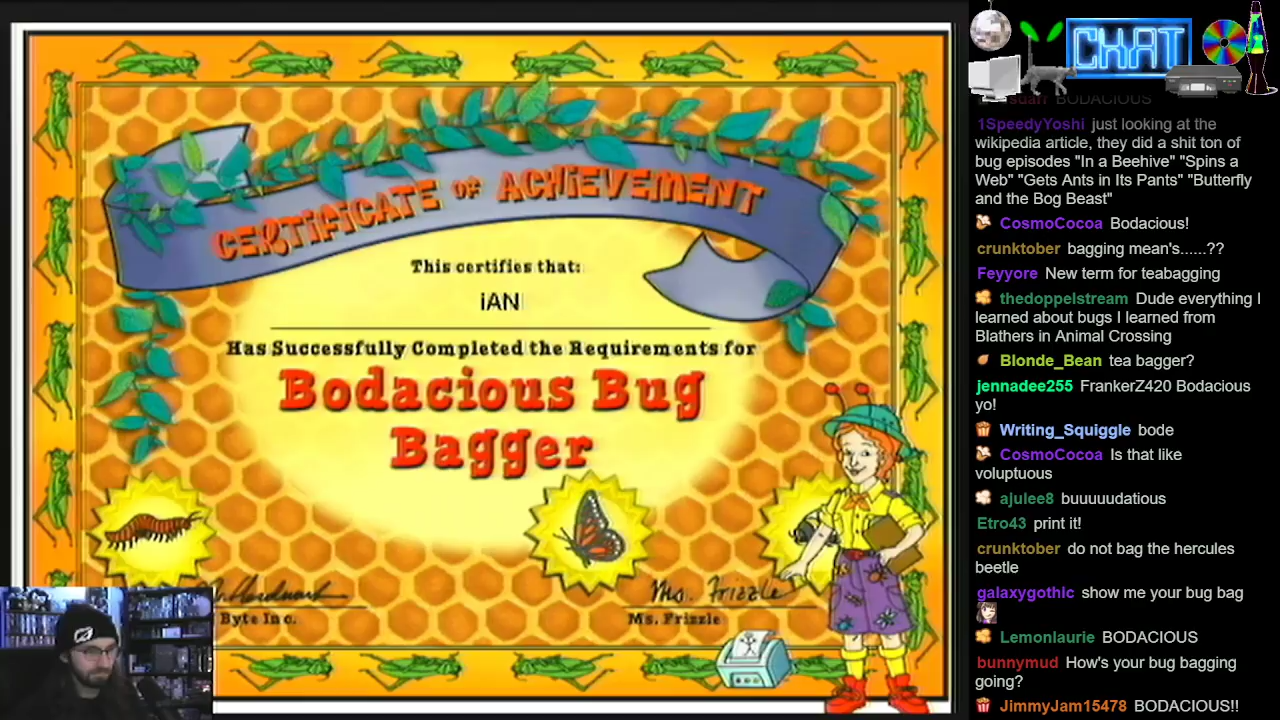 CERTIFICATE OF ACHIEVEMENT
This certifies that:
iAN
Has Successfully Completed the Requirements for
Bodacious Bug
Bagger
Ms. Frizzle
Byte Inc.
Ms. Frizzle
CHAT
BODACIOUS
1SpeedyYoshi just looking at the
wikipedia article, they did a shit ton of
bug episodes "In a Beehive" "Spins a
Web" "Gets Ants in Its Pants" "Butterfly
and the Bog Beast"
CosmoCocoa Bodacious!
crunktober bagging mean's......??
Feyyore New term for teabagging
thedoppelstream Dude everything I
learned about bugs I learned from
Blathers in Animal Crossing
Blonde_Bean tea bagger?
jennadee255 FrankerZ420 Bodacious
yo!
Writing_Squiggle bode
CosmoCocoa Is that like
voluptuous
ajulee8 buuuudatious
Etro43 print it!
crunktober do not bag the hercules
beetle
galaxygothic show me your bug bag
Lemonlaurie BODACIOUS
bunnymud How's your bug bagging
going?
JimmyJam15478 BODACIOUS!!